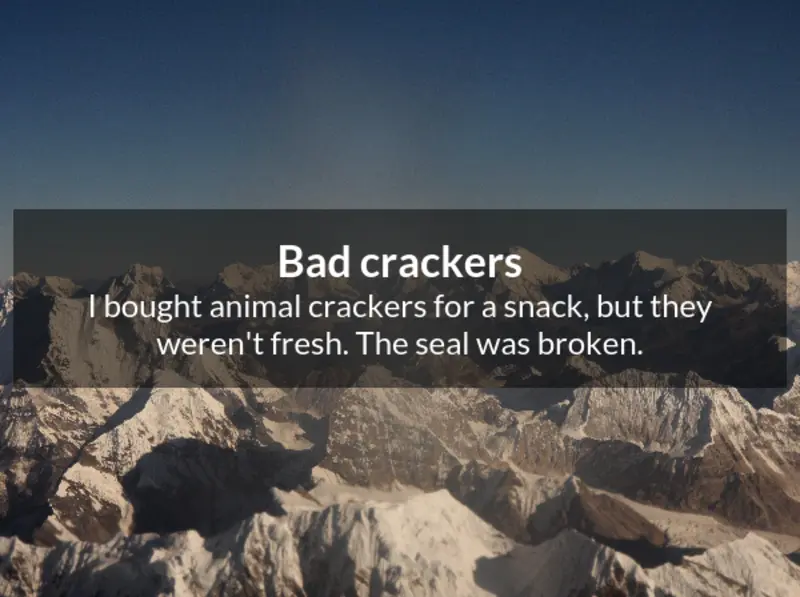 Bad crackers
I bought animal crackers for a snack, but they
weren't fresh. The seal was broken.